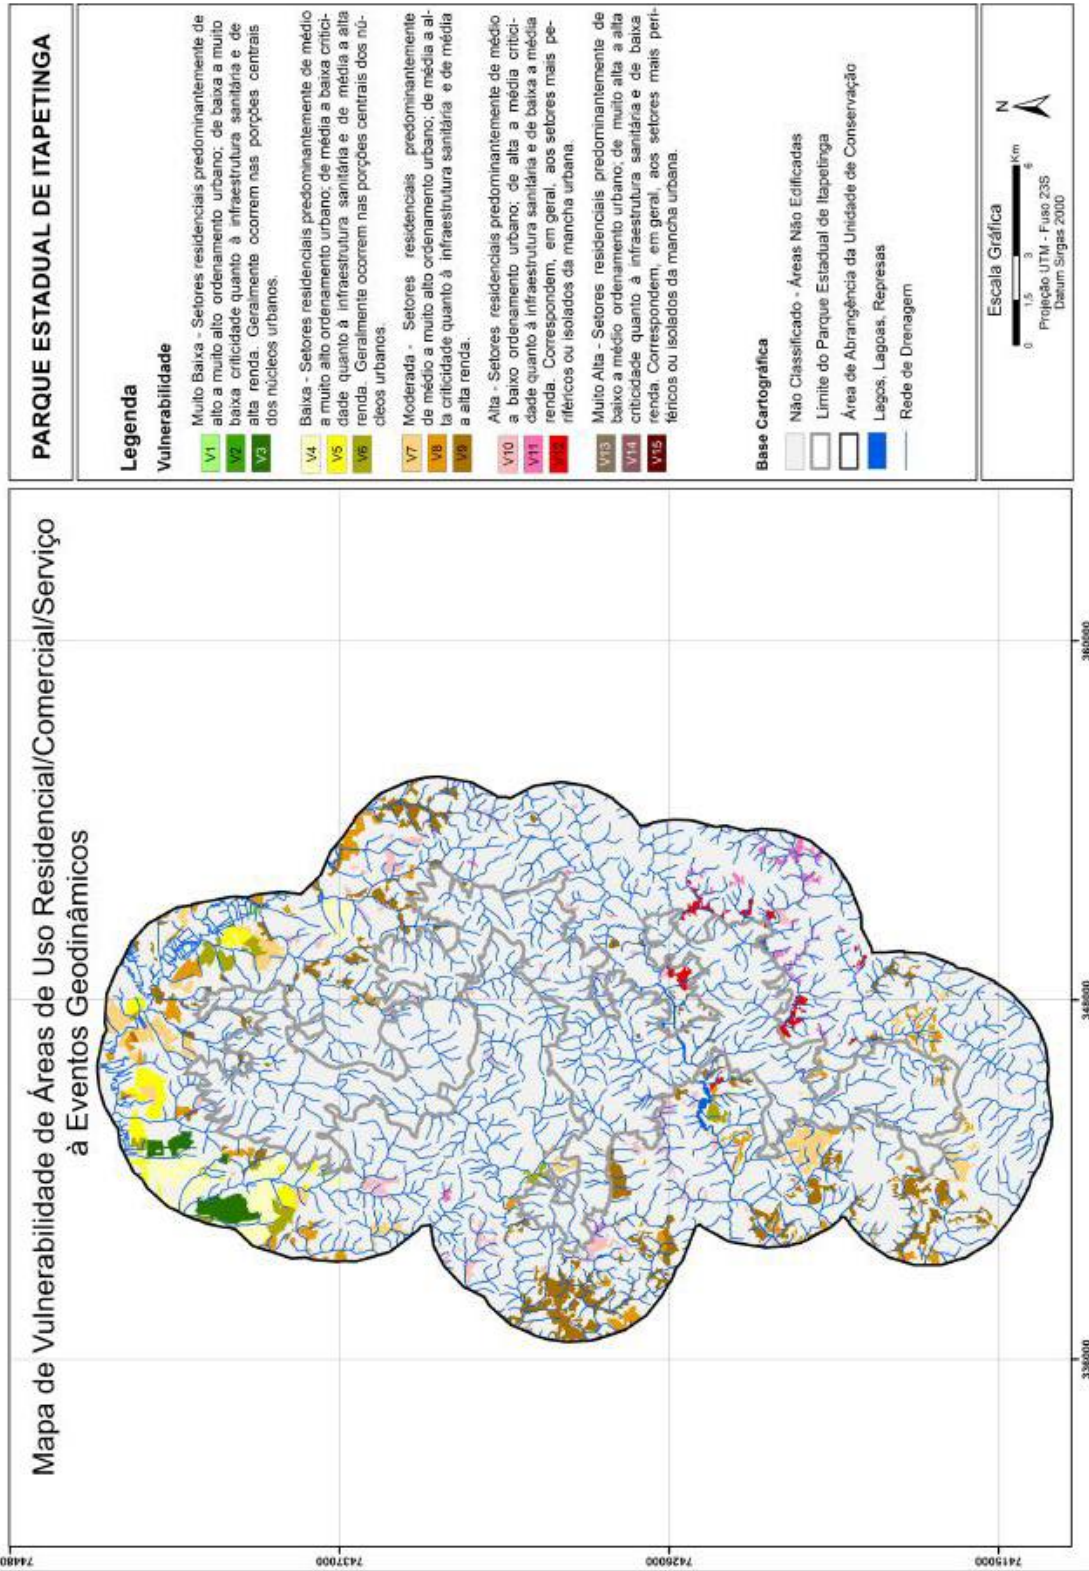 Mapa de Vulnerabilidade de Áreas de Uso Residencial/Comercial/Serviço
à Eventos Geodinâmicos
7448000
7437000
7426000
7415000
336000
348000
360000
PARQUE ESTADUAL DE ITAPETINGA
Legenda
Vulnerabilidade
V1
V2
V3
Muito Baixa - Setores residenciais predominantemente de
alto a muito alto ordenamento urbano; de baixa a muito
baixa criticidade quanto à infraestrutura sanitária e de
alta renda. Geralmente ocorrem nas porções centrais
dos núcleos urbanos.
V4
V5
V6
Baixa - Setores residenciais predominantemente de médio
a muito alto ordenamento urbano; de média a baixa critici-
dade quanto à infraestrutura sanitária e de média a alta
renda. Geralmente ocorrem nas porções centrais dos nú-
cleos urbanos.
V7
V8
V9
Moderada - Setores residenciais predominantemente
de médio a muito alto ordenamento urbano; de média a al-
ta criticidade quanto à infraestrutura sanitária e de média
a alta renda.
V10
V11
V12
Alta - Setores residenciais predominantemente de médio
a baixo ordenamento urbano; de alta a média critici-
dade quanto à infraestrutura sanitária e de baixa a média
renda. Correspondem, em geral, aos setores mais pe-
riféricos ou isolados da mancha urbana.
V13
V14
V15
Muito Alta - Setores residenciais predominantemente de
baixo a médio ordenamento urbano; de muito alta a alta
criticidade quanto à infraestrutura sanitária e de baixa
renda. Correspondem, em geral, aos setores mais peri-
féricos ou isolados da mancha urbana.
Base Cartográfica
Não Classificado - Áreas Não Edificadas
Limite do Parque Estadual de Itapetinga
Área de Abrangência da Unidade de Conservação
Lagos, Lagoas, Represas
Rede de Drenagem
Escala Gráfica
0 1,5 3 6
Km
N
Projeção UTM - Fuso 23S
Datum Sirgas 2000